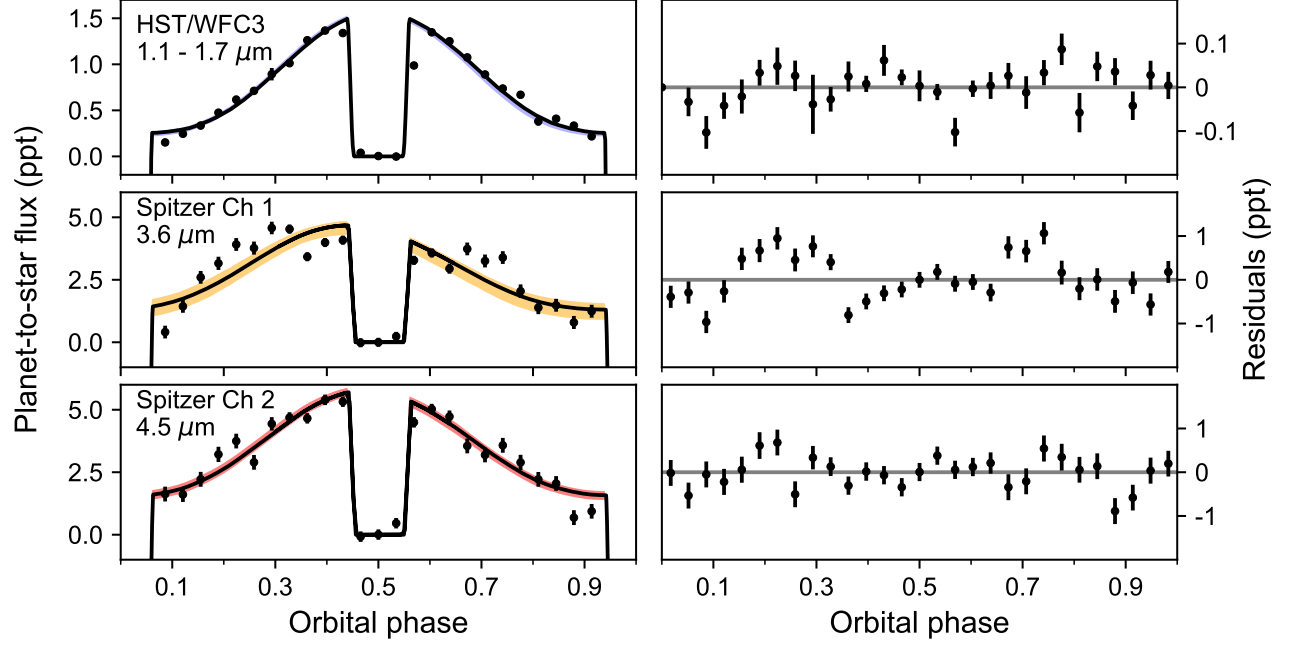 Planet-to-star flux (ppt)
HST/WFC3
1.1 - 1.7 μm
1.5
1.0
0.5
0.0
0.1
0
-0.1
Spitzer Ch 1
3.6 μm
5.0
2.5
0.0
1
0
-1
Residuals (ppt)
Spitzer Ch 2
4.5 μm
5.0
2.5
0.0
1
0
-1
0.1 0.3 0.5 0.7 0.9
0.1 0.3 0.5 0.7 0.9
Orbital phase
Orbital phase